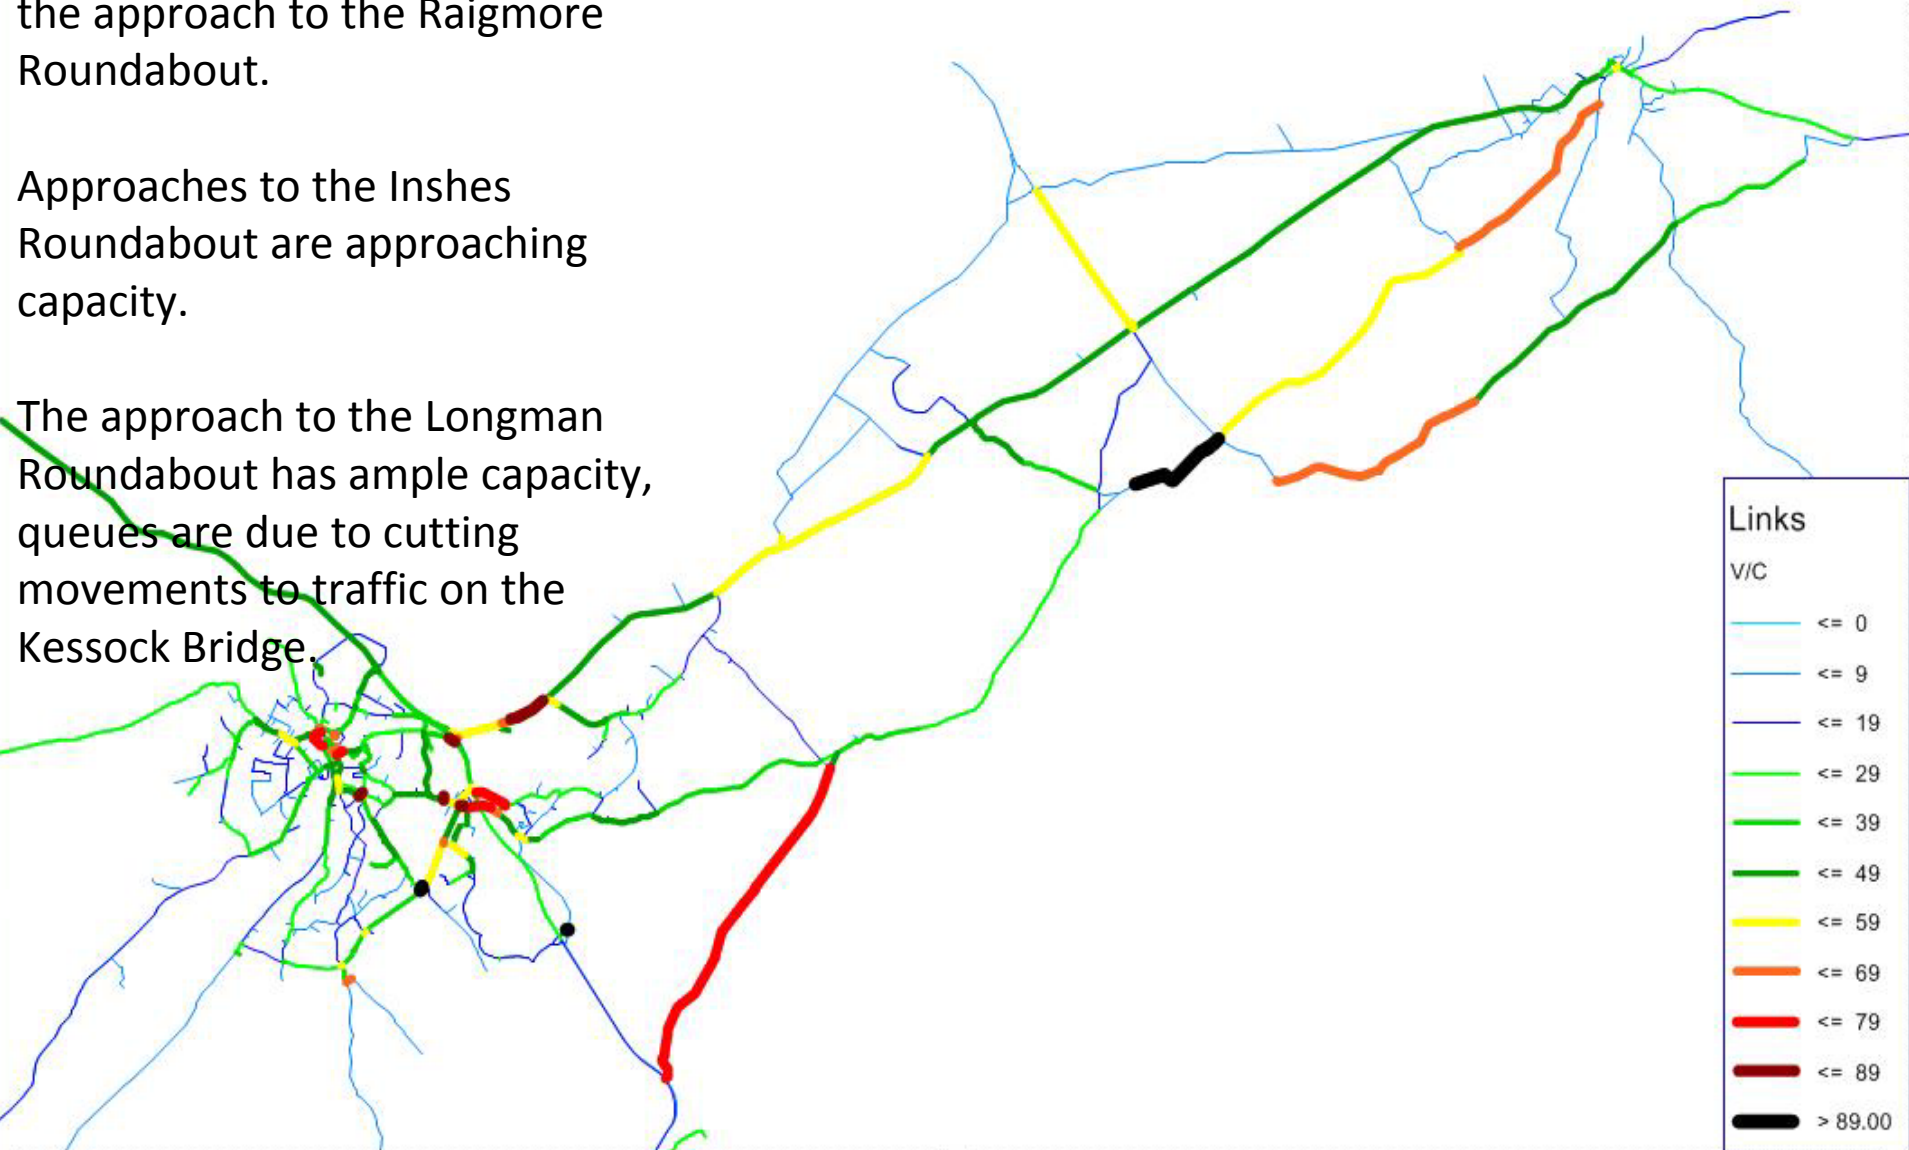 the approach to the Raigmore
Roundabout.
Approaches to the Inshes
Roundabout are approaching
capacity.
The approach to the Longman
Roundabout has ample capacity,
queues are due to cutting
movements to traffic on the
Kessock Bridge.
Links
V/C
<= 0
<= 9
<= 19
<= 29
<= 39
<= 49
<= 59
<= 69
<= 79
<= 89
> 89.00